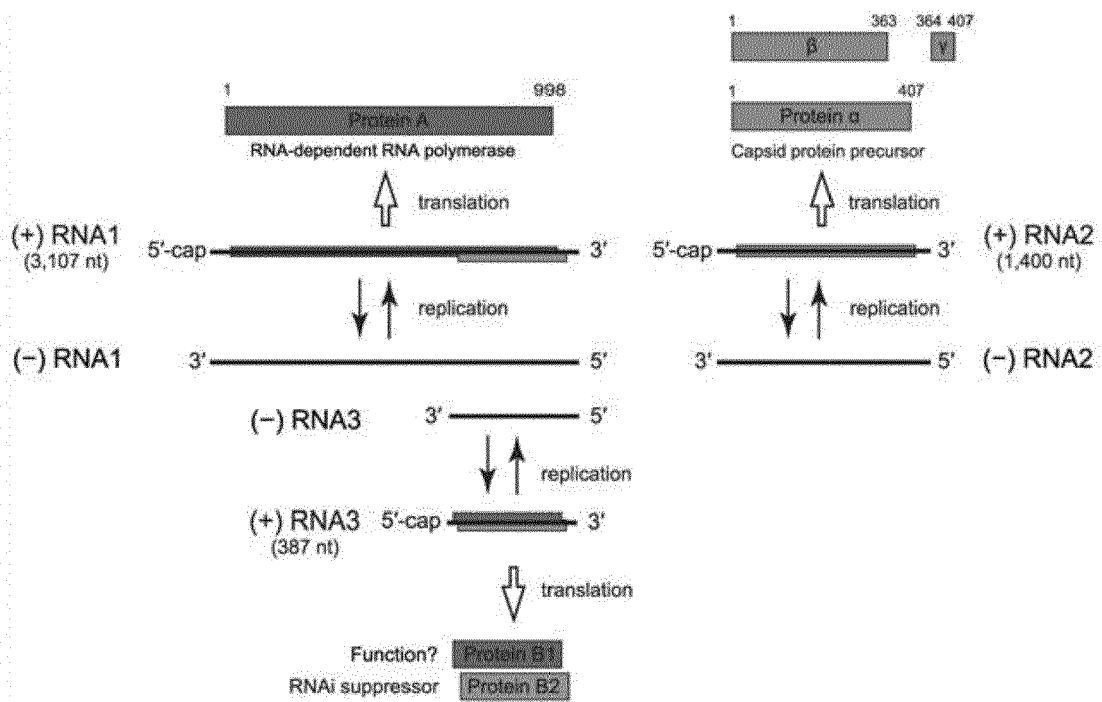 1 363 364 407
β γ
1 998 1 407
Protein A Protein α
RNA-dependent RNA polymerase Capsid protein precursor
translation translation
(+) RNA1 5′-cap 3′ 5′-cap 3′ (+) RNA2
(3,107 nt) (1,400 nt)
replication replication
(−) RNA1 3′ 5′ 3′ 5′ (−) RNA2
(−) RNA3 3′ 5′
replication
(+) RNA3 5′-cap 3′
(387 nt)
translation
Function? Protein B1
RNAi suppressor Protein B2